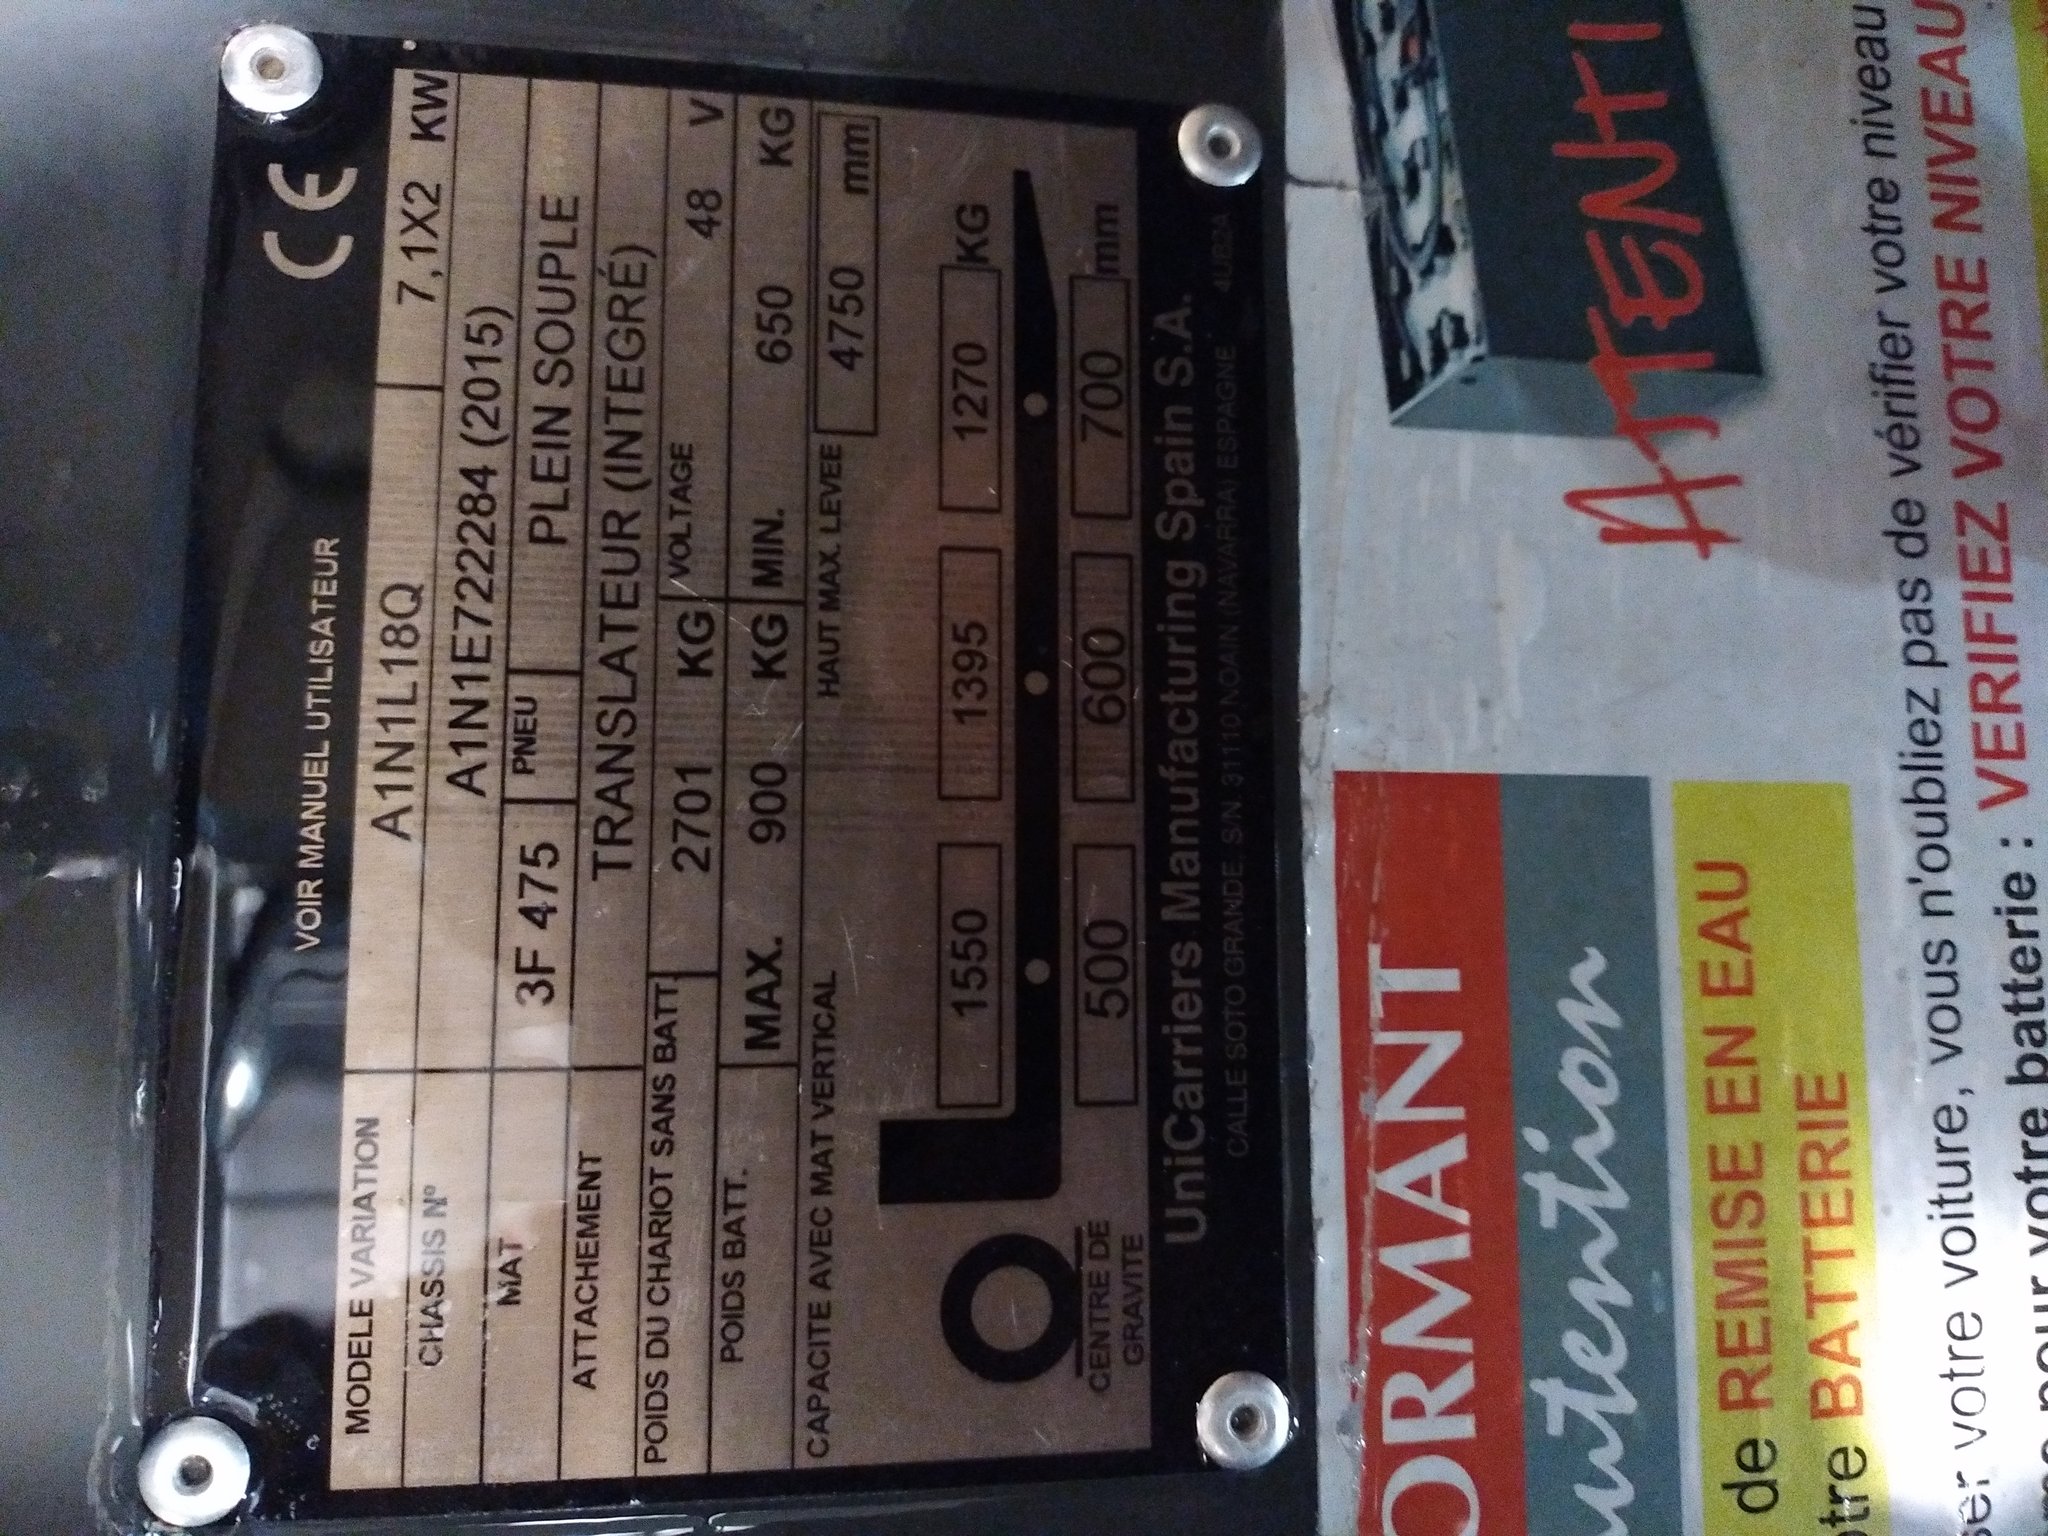 CE
VOIR MANUEL UTILISATEUR
MODELE VARIATION A1N1L18Q 7,1X2 KW
CHASSIS Nº A1N1E722284 (2015)
MAT 3F 475 PNEU PLEIN SOUPLE
ATTACHEMENT TRANSLATEUR (INTEGRÉ)
POIDS DU CHARIOT SANS BATT. 2701 KG VOLTAGE 48 V
POIDS BATT. MAX. 900 KG MIN. 650 KG
CAPACITE AVEC MAT VERTICAL HAUT MAX. LEVEE 4750 mm
1550 1395 1270 KG
CENTRE DE GRAVITE 500 600 700 mm
UniCarriers Manufacturing Spain S.A.
CALLE SOTO GRANDE, S/N, 31110 NOAIN (NAVARRA) ESPAGNE 4UB2A
ORMANT
ntention
ATTENTI
de REMISE EN EAU
tre BATTERIE
er votre voiture, vous n'oubliez pas de vérifier votre niveau
pour votre batterie : VERIFIEZ VOTRE NIVEAU